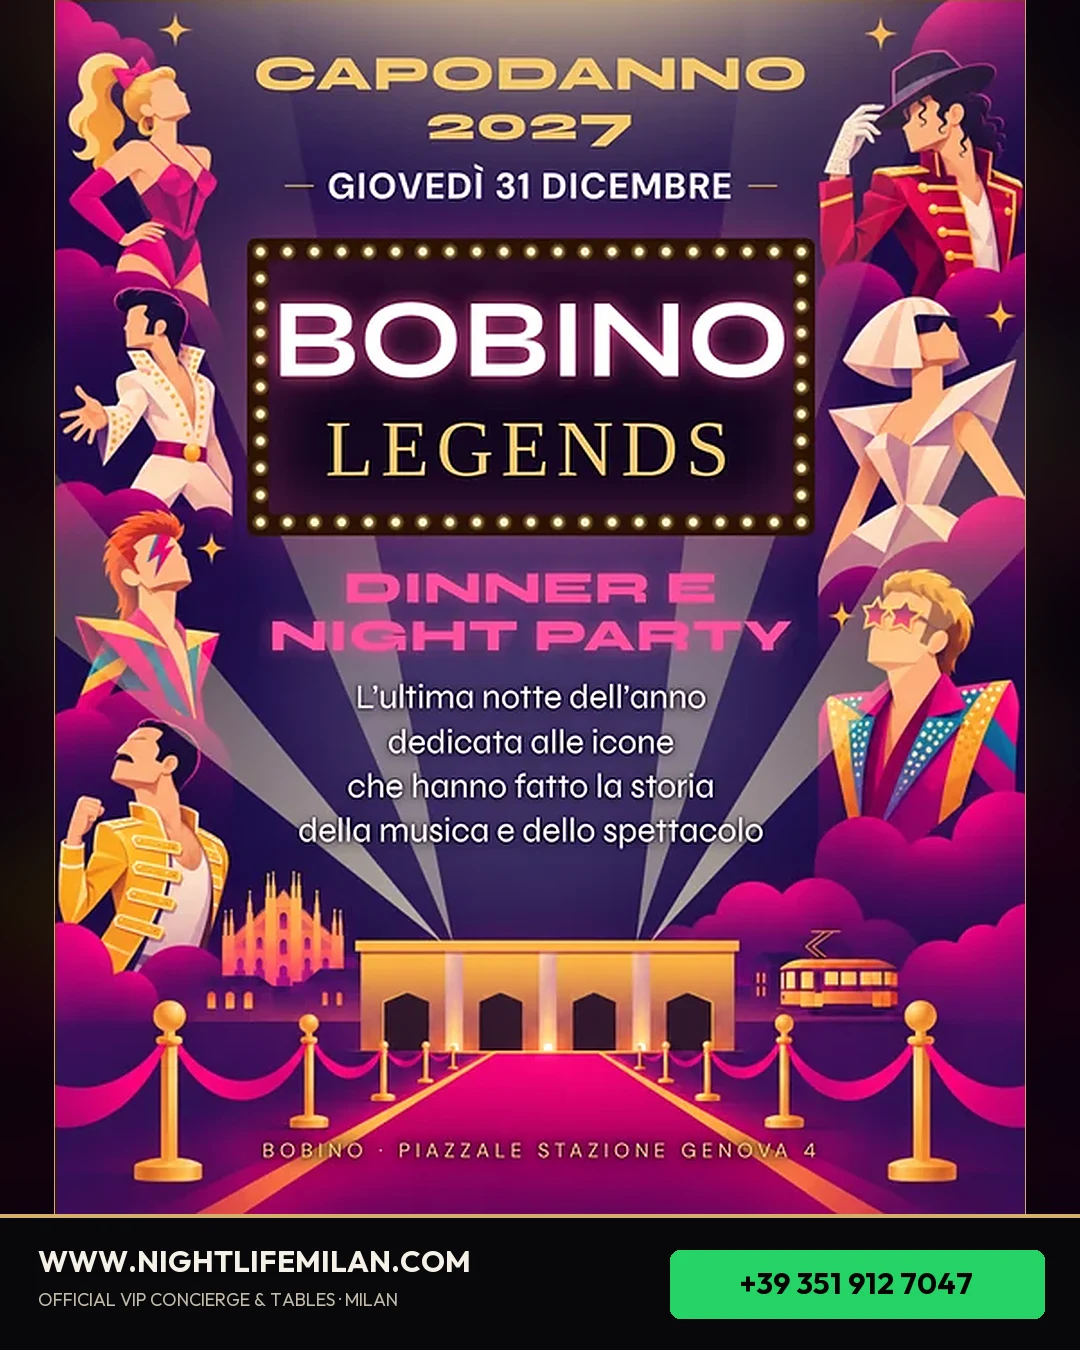 CAPODANNO
2027
GIOVEDÌ 31 DICEMBRE
BOBINO
LEGENDS
DINNER E
NIGHT PARTY
L’ultima notte dell’anno
dedicata alle icone
che hanno fatto la storia
della musica e dello spettacolo
BOBINO · PIAZZALE STAZIONE GENOVA 4
WWW.NIGHTLIFEMILAN.COM
OFFICIAL VIP CONCIERGE & TABLES · MILAN
+39 351 912 7047